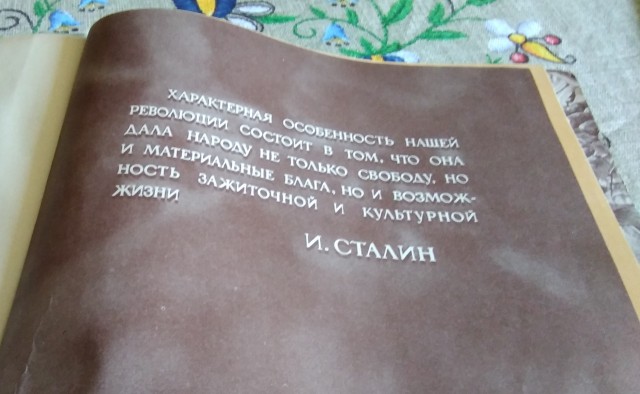 ХАРАКТЕРНАЯ ОСОБЕННОСТЬ НАШЕЙ
РЕВОЛЮЦИИ СОСТОИТ В ТОМ, ЧТО ОНА
ДАЛА НАРОДУ НЕ ТОЛЬКО СВОБОДУ, НО
И МАТЕРИАЛЬНЫЕ БЛАГА, НО И ВОЗМОЖ-
НОСТЬ ЗАЖИТОЧНОЙ И КУЛЬТУРНОЙ
ЖИЗНИ
И. СТАЛИН